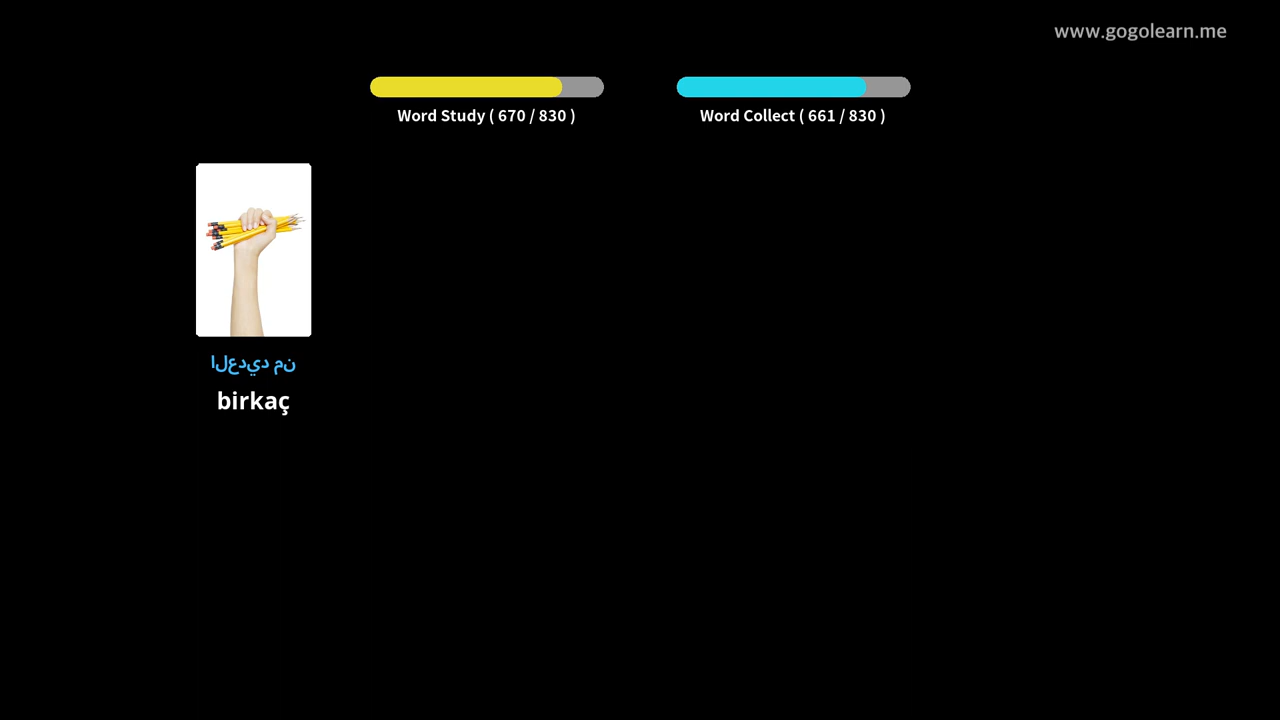 www.gogolearn.me
Word Study ( 670 / 830 )
Word Collect ( 661 / 830 )
العديد من
birkaç